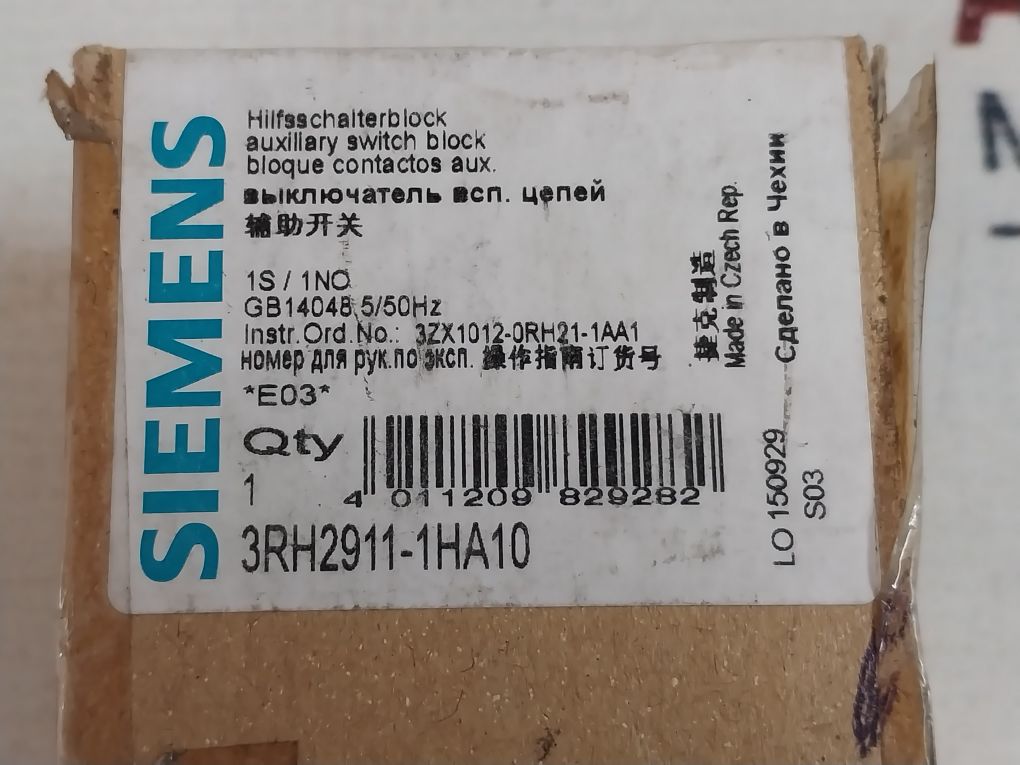 SIEMENS
Hilfsschalterblock
auxiliary switch block
bloque contactos aux.
выключатель всп. цепей
辅助开关
1S / 1NO
GB14048.5/50Hz
Instr.Ord.No.: 3ZX1012-0RH21-1AA1
номер для рук.по эксп. 操作指南订货号
*E03*
Qty
1
4 011209 829282
3RH2911-1HA10
捷克制造
Made in Czech Rep.
Сделано в Чехии
LO 150929
S03